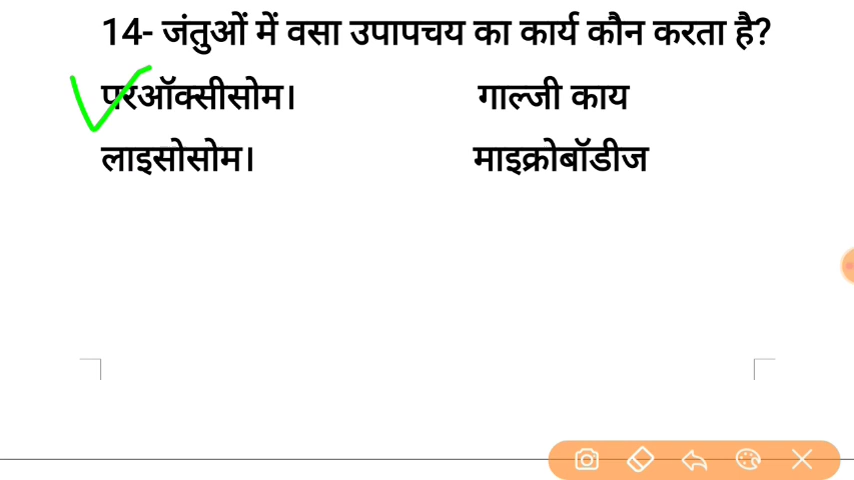 14- जंतुओं में वसा उपापचय का कार्य कौन करता है?
परऑक्सीसोम। गाल्जी काय
लाइसोसोम। माइक्रोबॉडीज